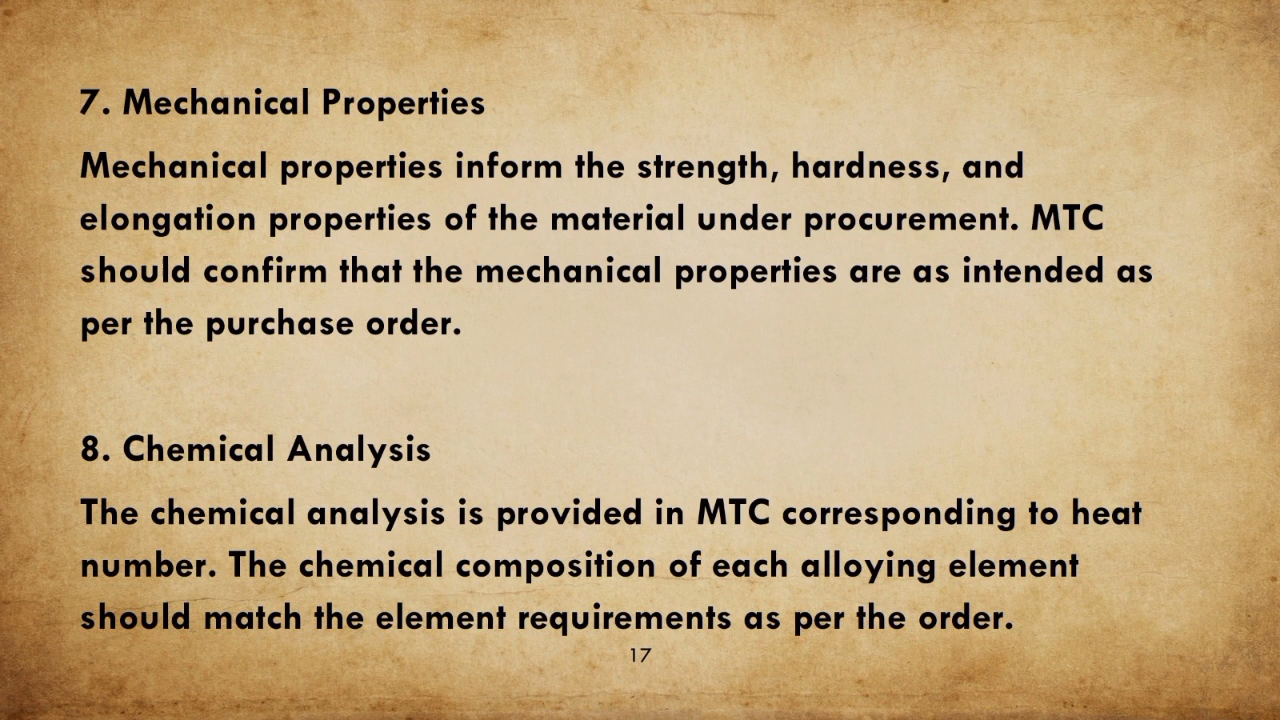 7. Mechanical Properties
Mechanical properties inform the strength, hardness, and
elongation properties of the material under procurement. MTC
should confirm that the mechanical properties are as intended as
per the purchase order.
8. Chemical Analysis
The chemical analysis is provided in MTC corresponding to heat
number. The chemical composition of each alloying element
should match the element requirements as per the order.
17